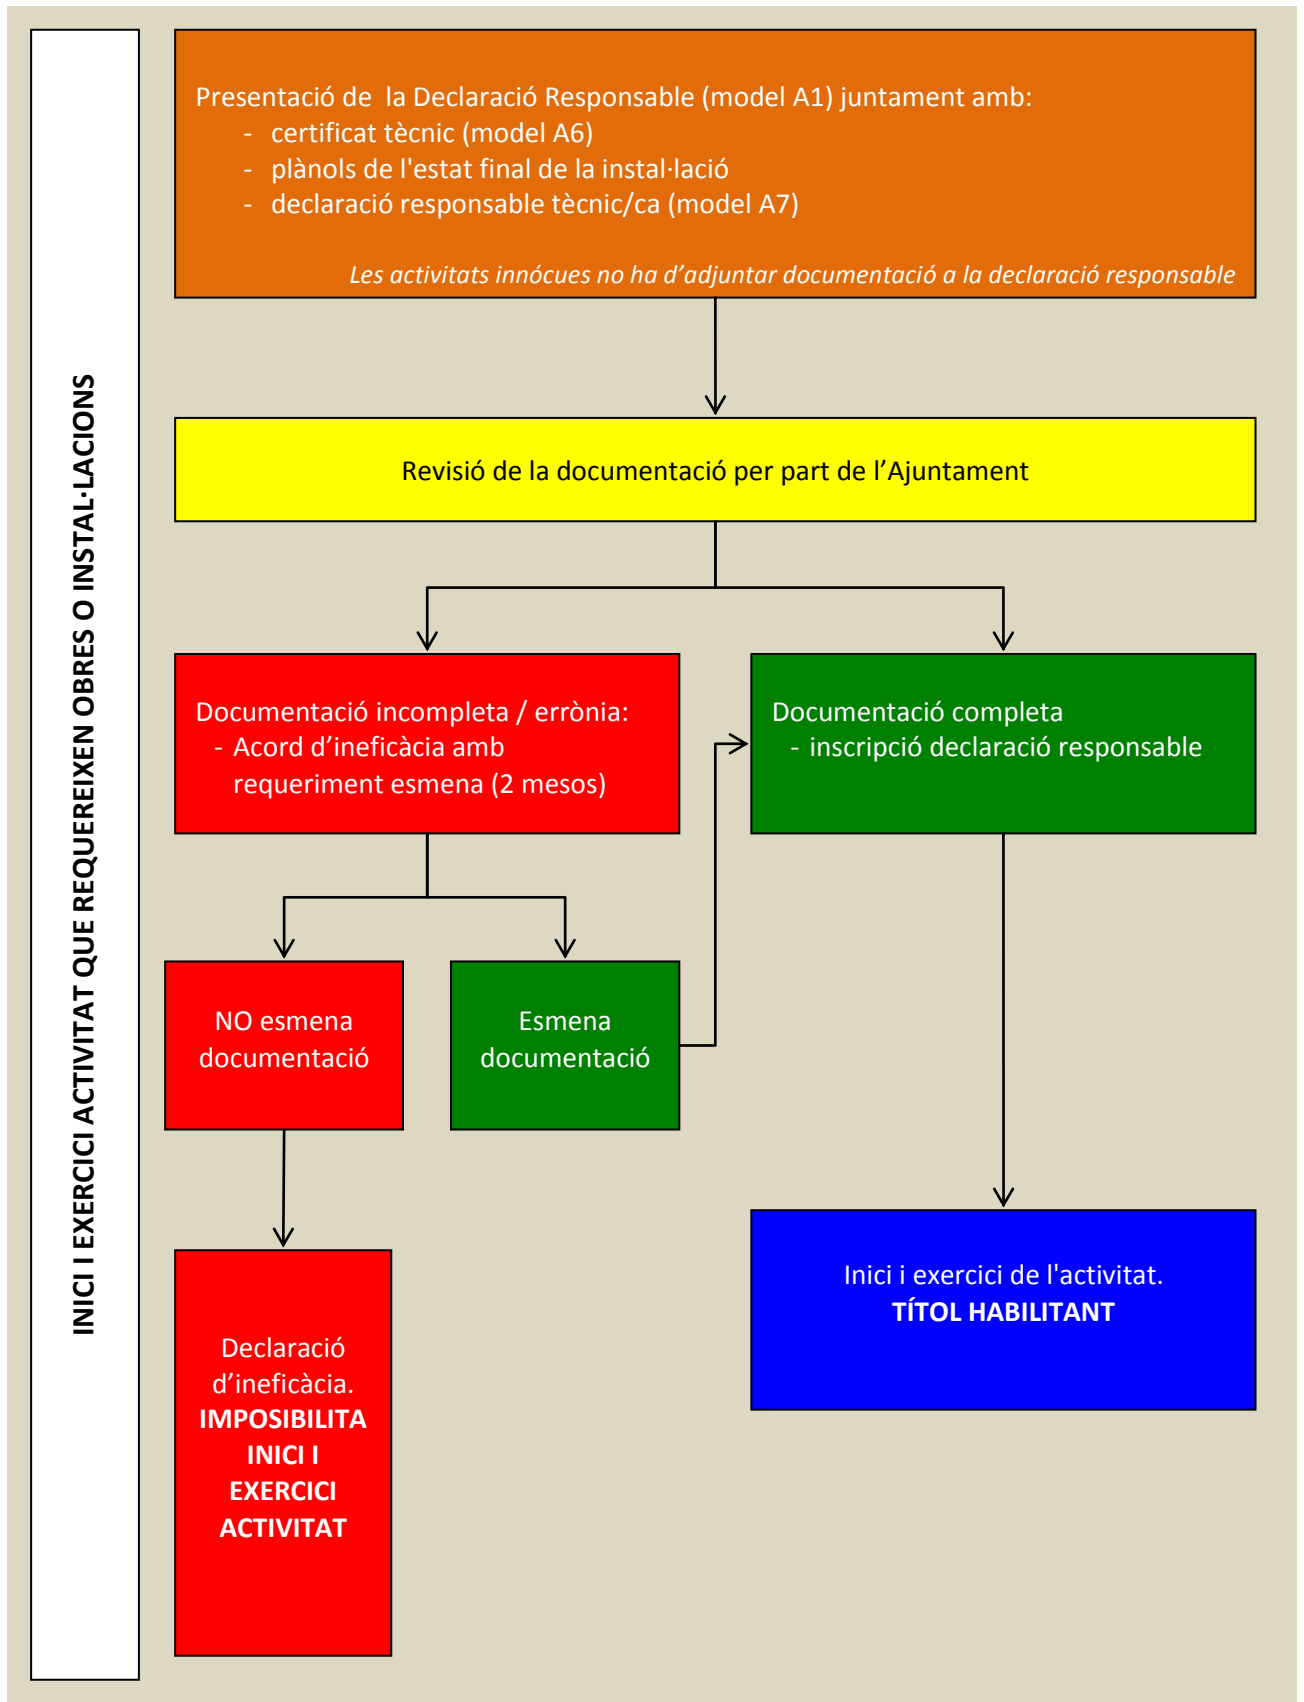 INICI I EXERCICI ACTIVITAT QUE REQUEREIXEN OBRES O INSTAL·LACIONS
Presentació de la Declaració Responsable (model A1) juntament amb:
- certificat tècnic (model A6)
- plànols de l'estat final de la instal·lació
- declaració responsable tècnic/ca (model A7)
Les activitats innócues no ha d’adjuntar documentació a la declaració responsable
Revisió de la documentació per part de l’Ajuntament
Documentació incompleta / errònia:
- Acord d’ineficàcia amb
requeriment esmena (2 mesos)
Documentació completa
- inscripció declaració responsable
NO esmena
documentació
Esmena
documentació
Inici i exercici de l'activitat.
TÍTOL HABILITANT
Declaració
d’ineficàcia.
IMPOSIBILITA
INICI I
EXERCICI
ACTIVITAT